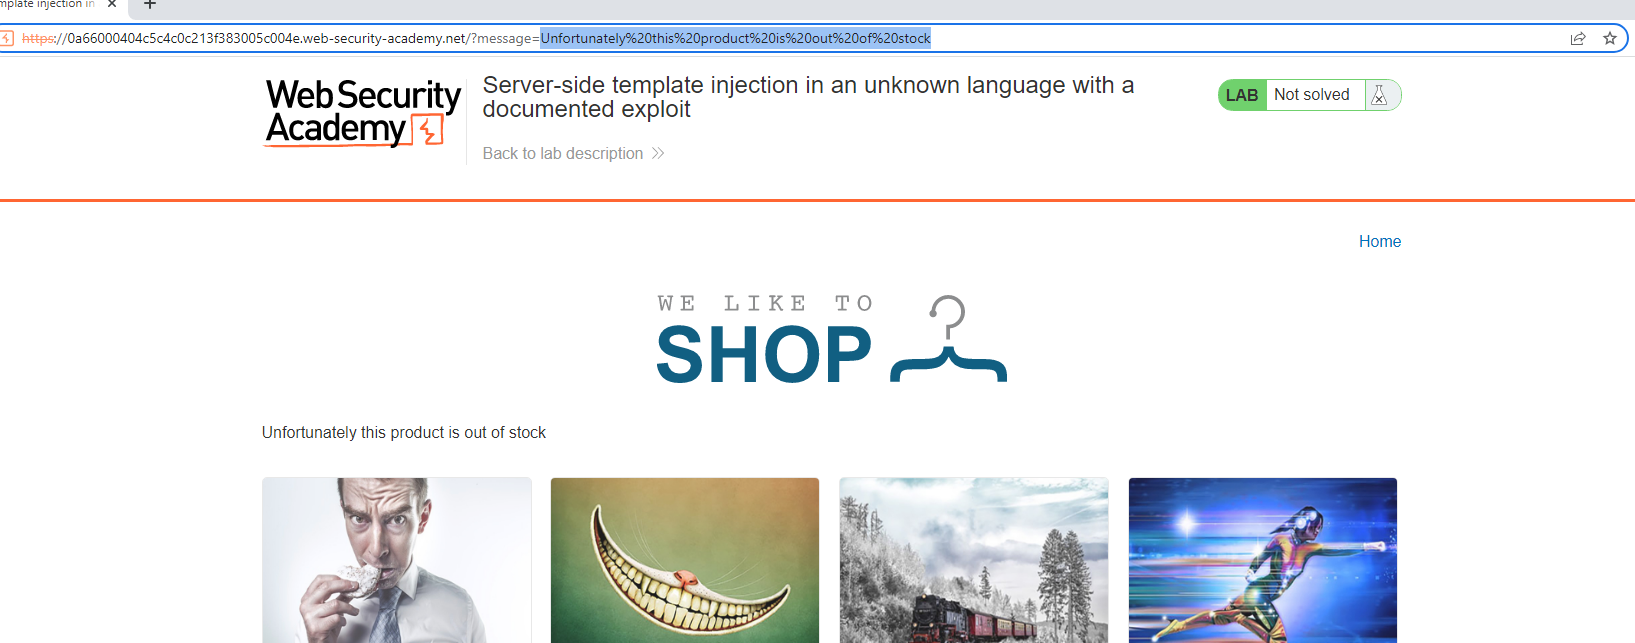 mplate injection in
https://0a66000404c5c4c0c213f383005c004e.web-security-academy.net/?message=Unfortunately%20this%20product%20is%20out%20of%20stock
Web Security
Academy
Server-side template injection in an unknown language with a
documented exploit
Back to lab description
LAB Not solved
Home
WE LIKE TO
SHOP
Unfortunately this product is out of stock